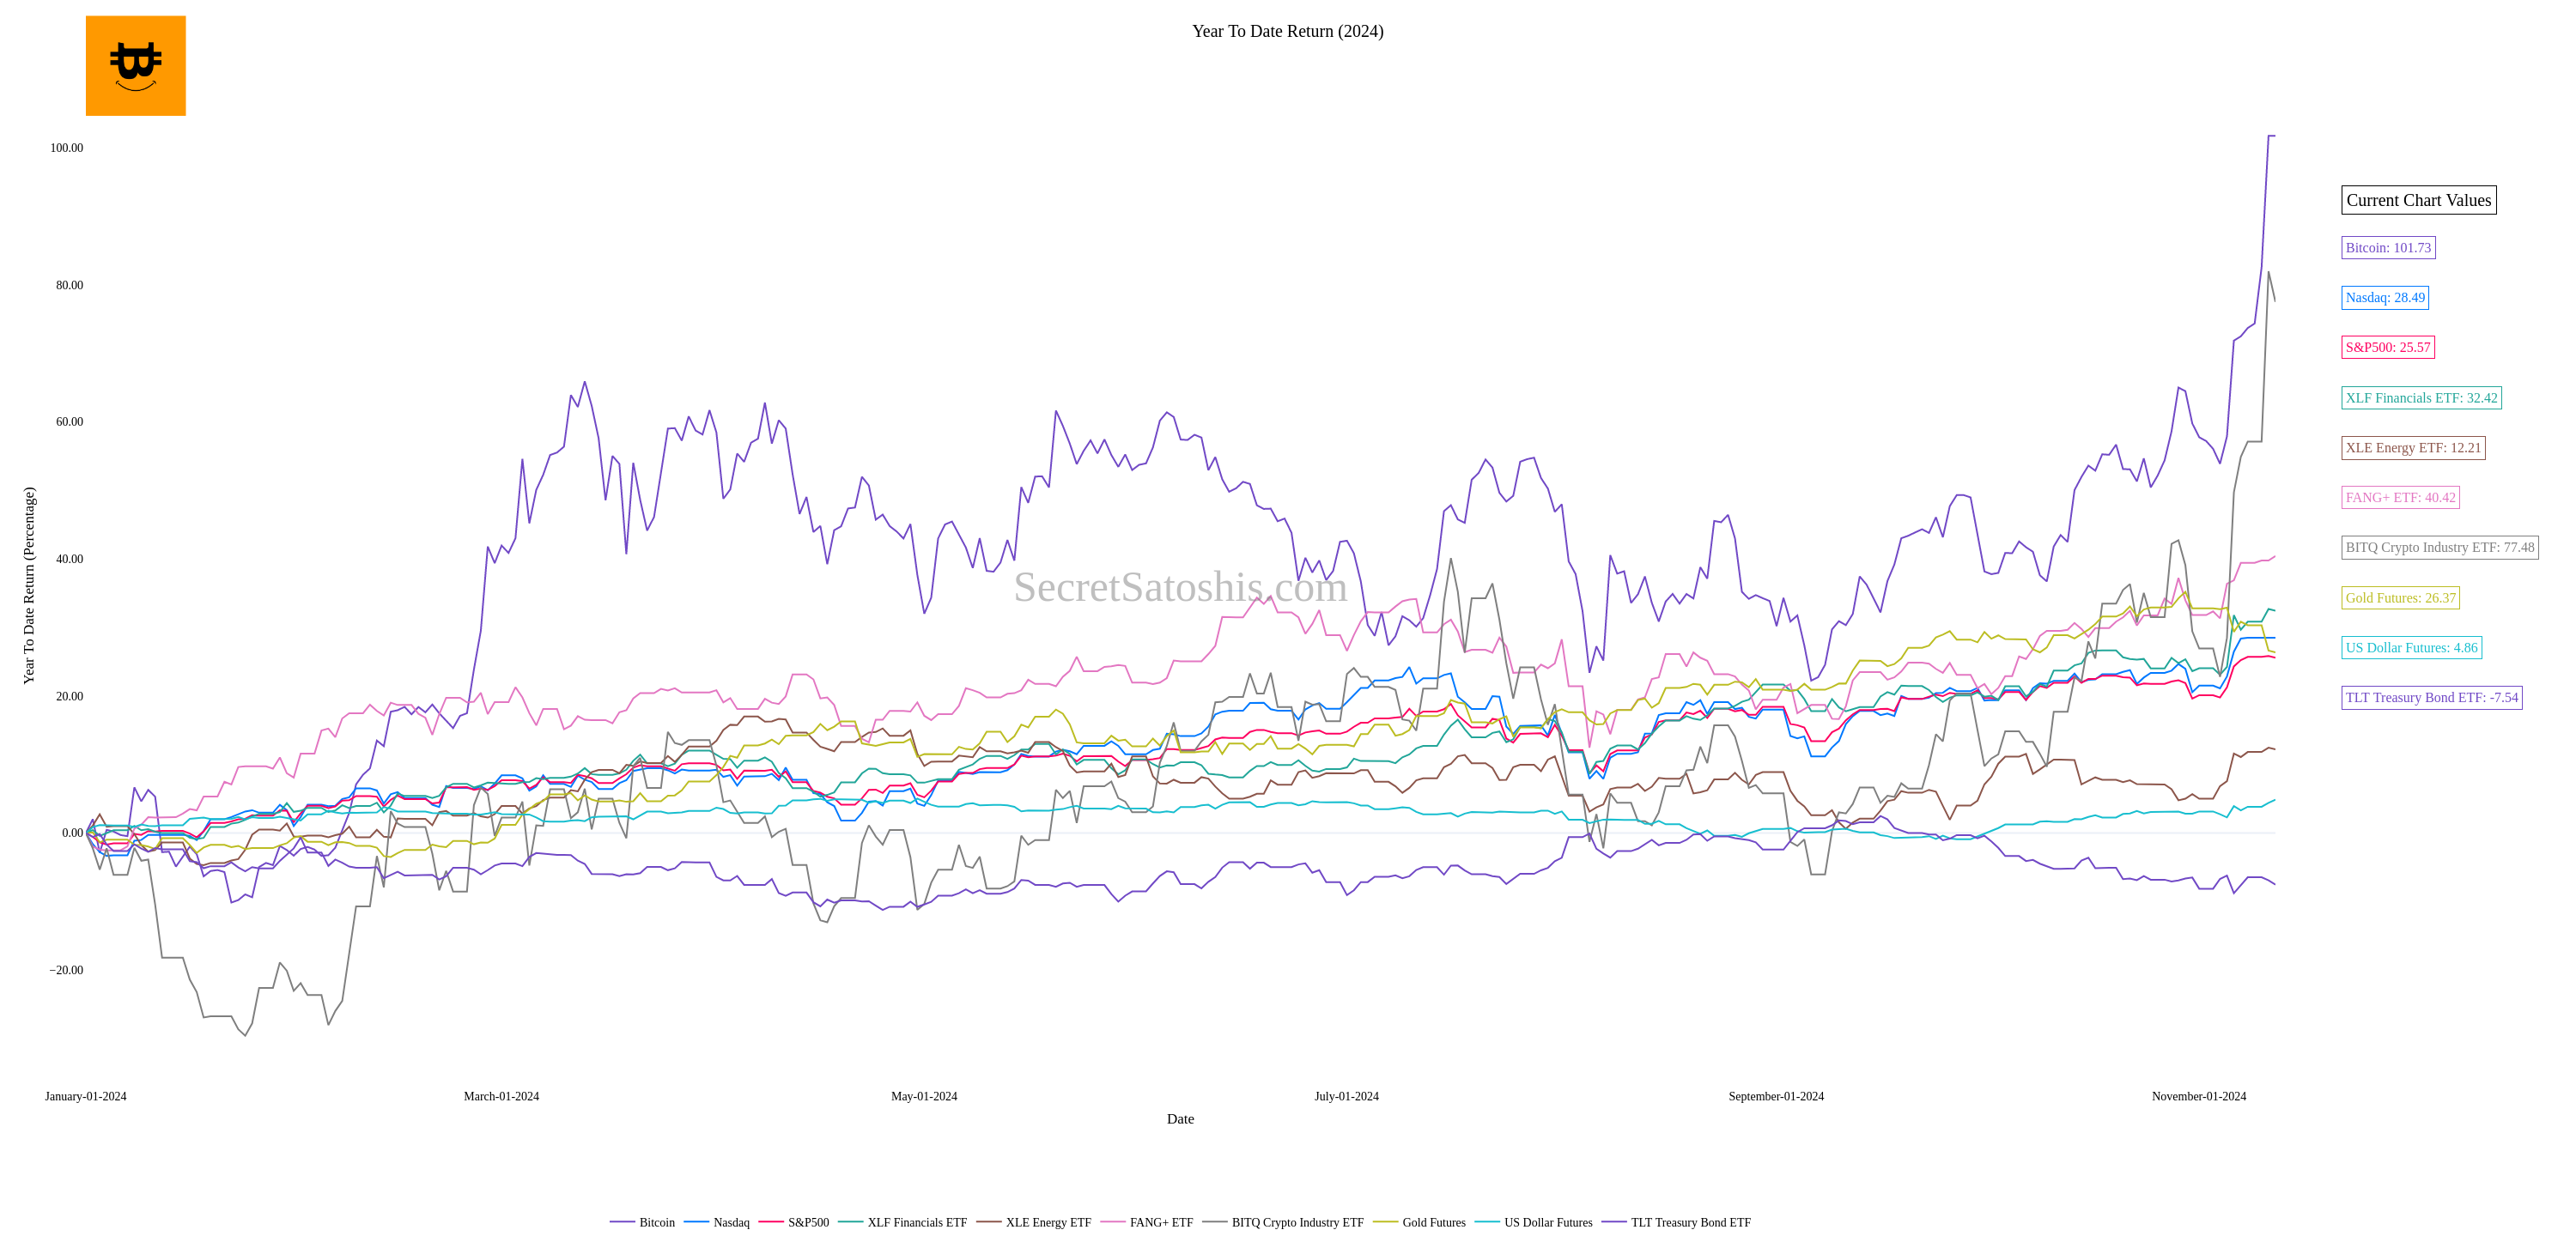 Year To Date Return (2024)
100.00
80.00
60.00
40.00
20.00
0.00
−20.00
Year To Date Return (Percentage)
SecretSatoshis.com
January-01-2024
March-01-2024
May-01-2024
July-01-2024
September-01-2024
November-01-2024
Date
Current Chart Values
Bitcoin: 101.73
Nasdaq: 28.49
S&P500: 25.57
XLF Financials ETF: 32.42
XLE Energy ETF: 12.21
FANG+ ETF: 40.42
BITQ Crypto Industry ETF: 77.48
Gold Futures: 26.37
US Dollar Futures: 4.86
TLT Treasury Bond ETF: -7.54
Bitcoin
Nasdaq
S&P500
XLF Financials ETF
XLE Energy ETF
FANG+ ETF
BITQ Crypto Industry ETF
Gold Futures
US Dollar Futures
TLT Treasury Bond ETF